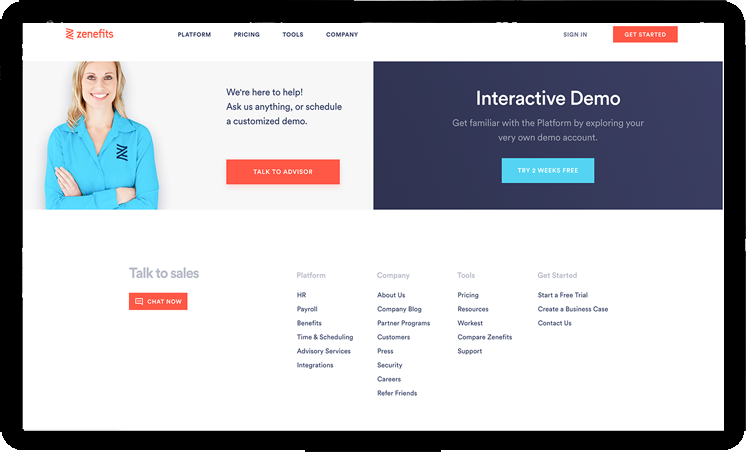 zenefits
PLATFORM PRICING TOOLS COMPANY SIGN IN GET STARTED
We're here to help!
Ask us anything, or schedule
a customized demo.
TALK TO ADVISOR
Interactive Demo
Get familiar with the Platform by exploring your
very own demo account.
TRY 2 WEEKS FREE
Talk to sales
CHAT NOW
Platform
HR
Payroll
Benefits
Time & Scheduling
Advisory Services
Integrations
Company
About Us
Company Blog
Partner Programs
Customers
Press
Security
Careers
Refer Friends
Tools
Pricing
Resources
Workest
Compare Zenefits
Support
Get Started
Start a Free Trial
Create a Business Case
Contact Us